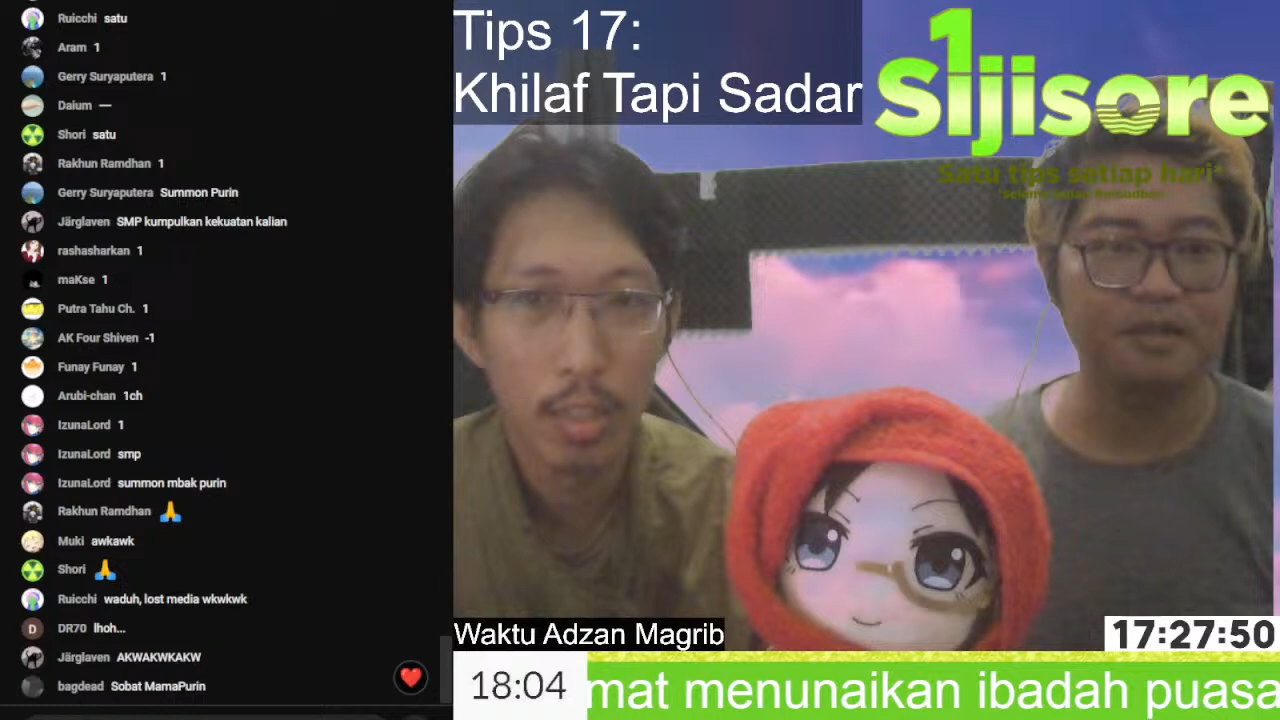 Ruicchi satu
Aram 1
Gerry Suryaputera 1
Daium —
Shori satu
Rakhun Ramdhan 1
Gerry Suryaputera Summon Purin
Järglaven SMP kumpulkan kekuatan kalian
rashasharkan 1
maKse 1
Putra Tahu Ch. 1
AK Four Shiven -1
Funay Funay 1
Arubi-chan 1ch
IzunaLord 1
IzunaLord smp
IzunaLord summon mbak purin
Rakhun Ramdhan 🙏
Muki awkawk
Shori 🙏
Ruicchi waduh, lost media wkwkwk
D
DR70 lhoh...
Järglaven AKWAKWKAKW
bagdead Sobat MamaPurin
Tips 17:
Khilaf Tapi Sadar
1
Sijisore
Satu tips setiap hari*
Waktu Adzan Magrib
17:27:50
18:04
mat menunaikan ibadah puasa